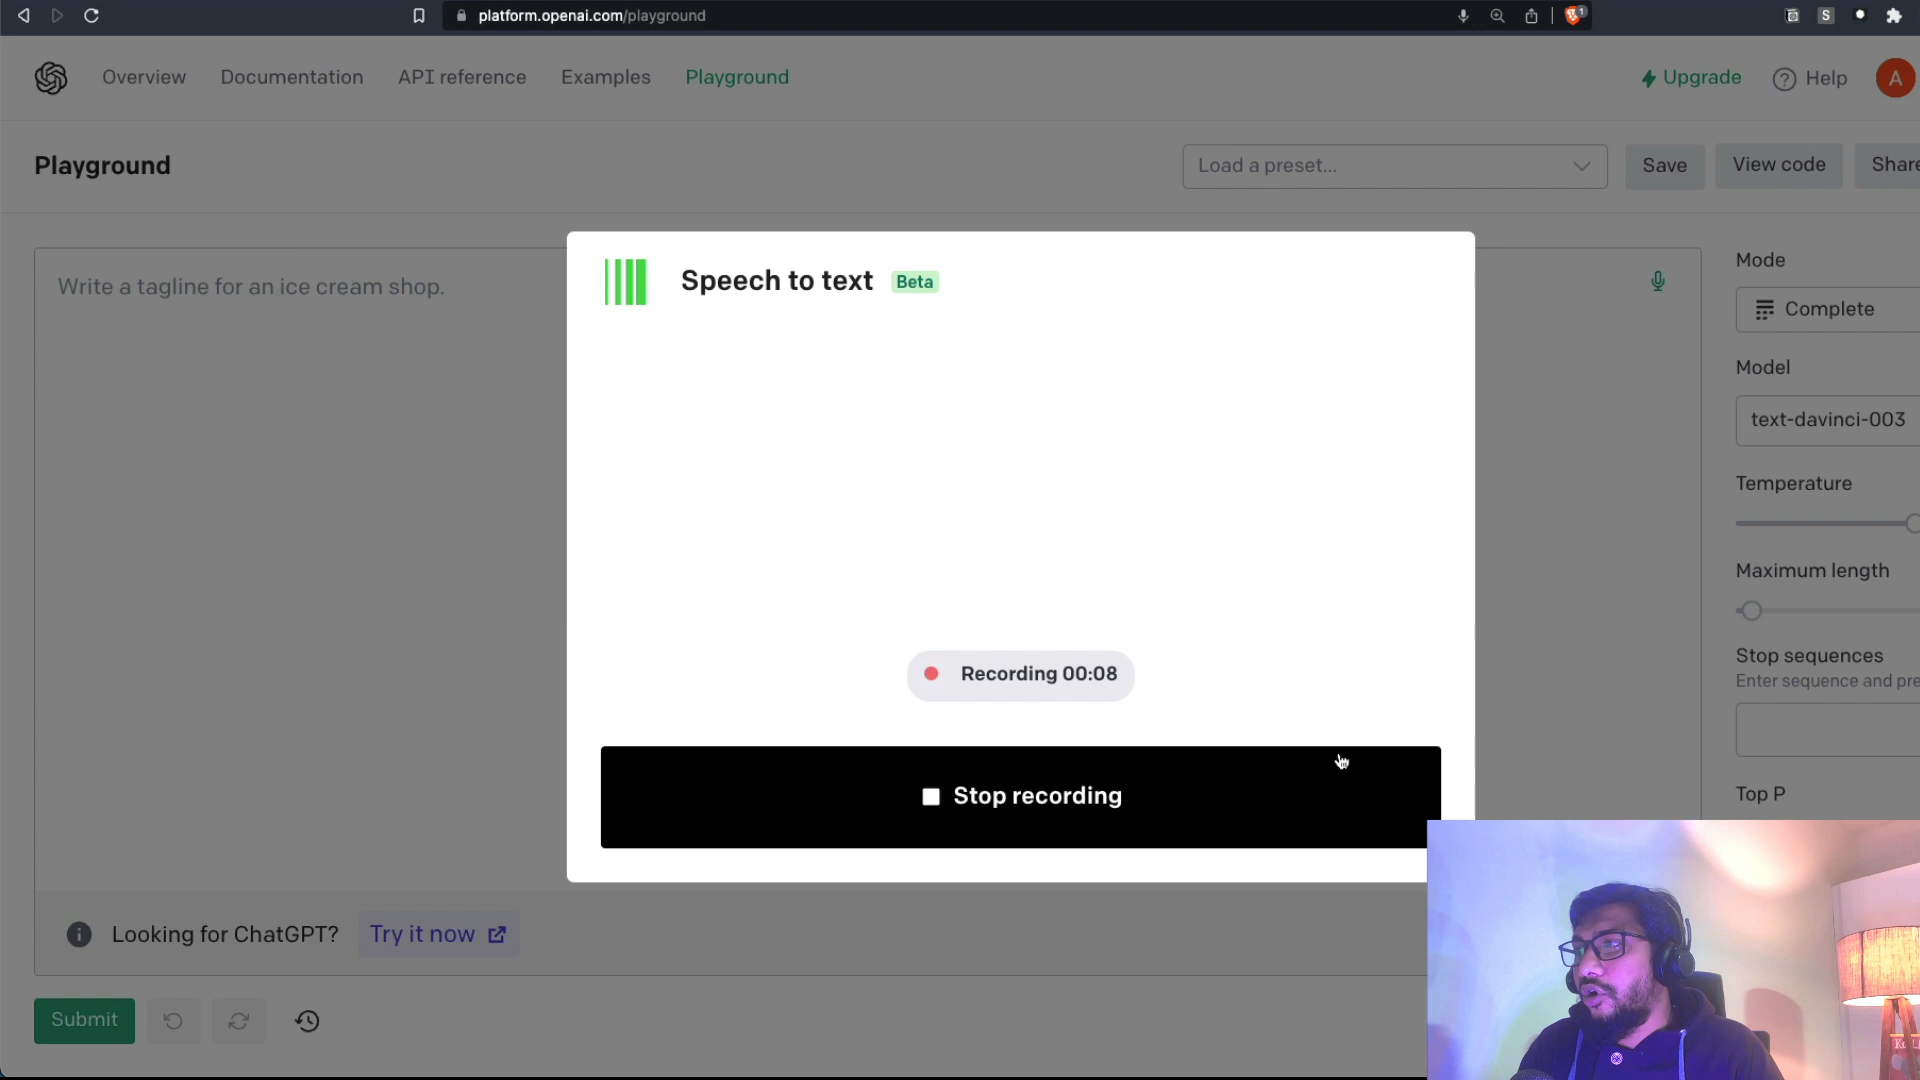 platform.openai.com/playground
1
S
Overview Documentation API reference Examples Playground
Upgrade Help A
Playground
Load a preset...
Save View code Share
Write a tagline for an ice cream shop.
Speech to text Beta
Recording 00:08
Stop recording
Mode
Complete
Model
text-davinci-003
Temperature
Maximum length
Stop sequences
Enter sequence and pre
Top P
Looking for ChatGPT? Try it now
Submit